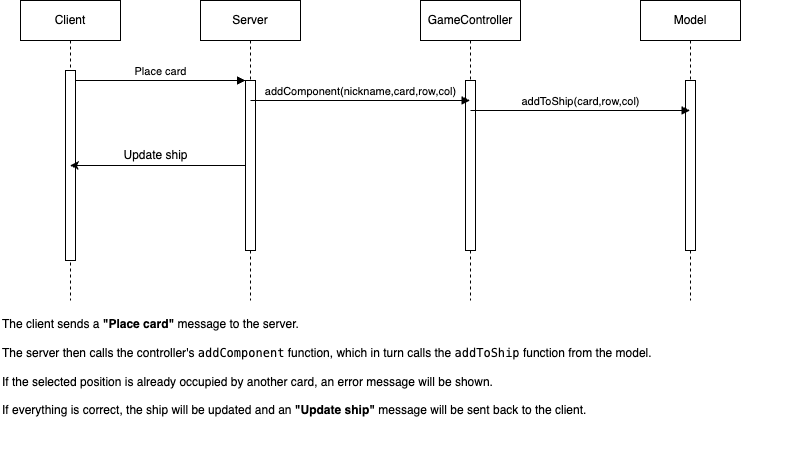 Client
Server
GameController
Model
Place card
addComponent(nickname,card,row,col)
addToShip(card,row,col)
Update ship
The client sends a "Place card" message to the server.
The server then calls the controller's addComponent function, which in turn calls the addToShip function from the model.
If the selected position is already occupied by another card, an error message will be shown.
If everything is correct, the ship will be updated and an "Update ship" message will be sent back to the client.